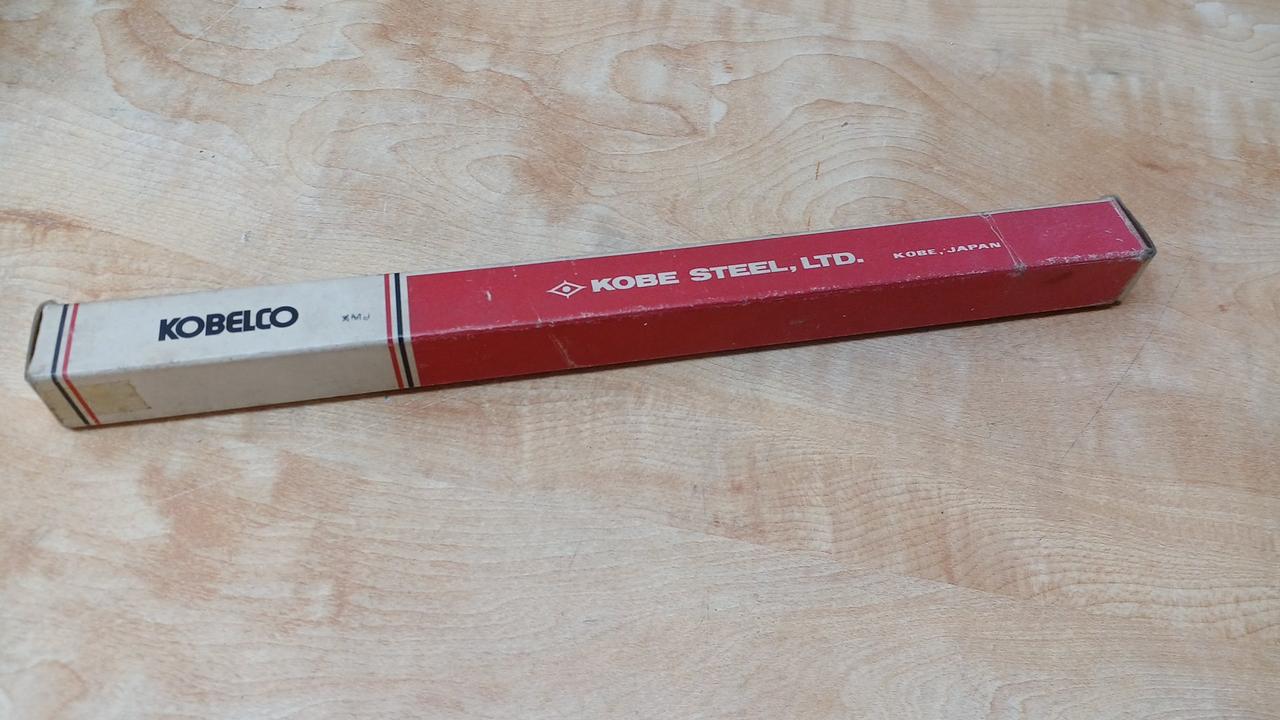 KOBELCO
KOBE STEEL, LTD.
KOBE, JAPAN